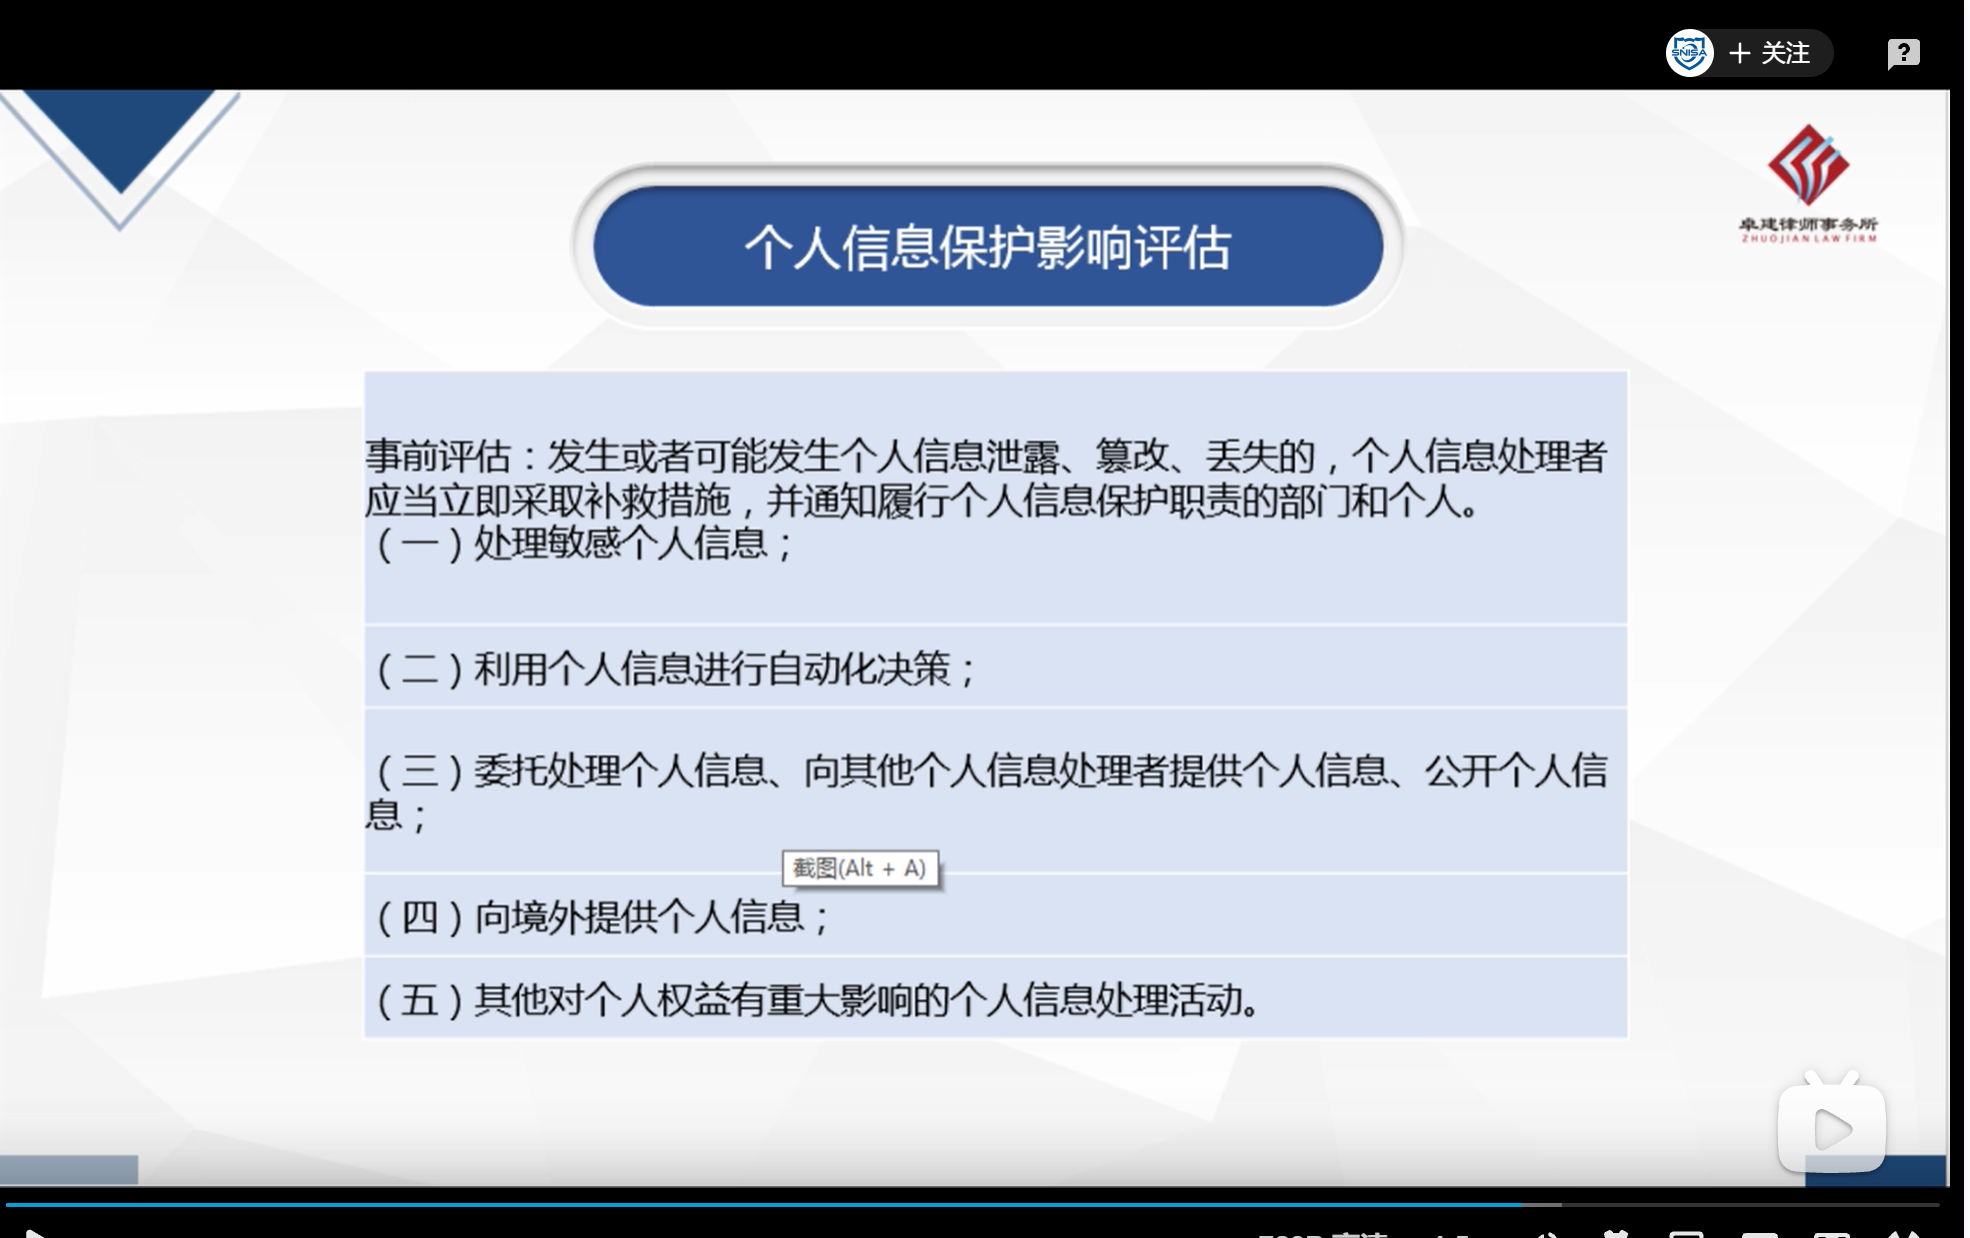 SNISA
+ 关注
?
卓建律师事务所
ZHUOJIAN LAW FIRM
个人信息保护影响评估
事前评估：发生或者可能发生个人信息泄露、篡改、丢失的，个人信息处理者
应当立即采取补救措施，并通知履行个人信息保护职责的部门和个人。
（一）处理敏感个人信息；
（二）利用个人信息进行自动化决策；
（三）委托处理个人信息、向其他个人信息处理者提供个人信息、公开个人信
息；
截图(Alt + A)
（四）向境外提供个人信息；
（五）其他对个人权益有重大影响的个人信息处理活动。